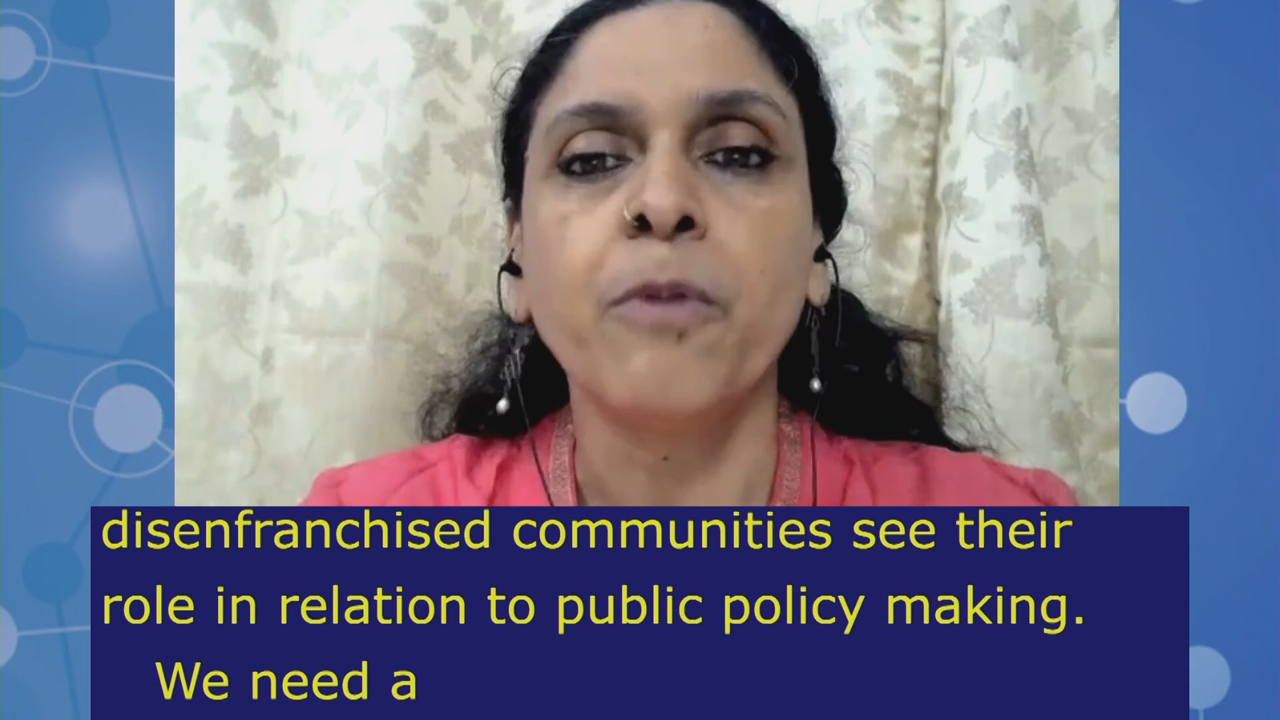 disenfranchised communities see their
role in relation to public policy making.
We need a